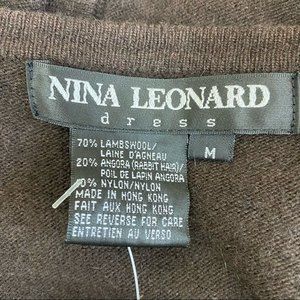 NINA LEONARD
dress
70% LAMBSWOOL/
LAINE D'AGNEAU
M
20% ANGORA (RABBIT HAIR)/
POIL DE LAPIN ANGORA
10% NYLON/NYLON
MADE IN HONG KONG
FAIT AUX HONG KONG
SEE REVERSE FOR CARE
ENTRETIEN AU VERSO